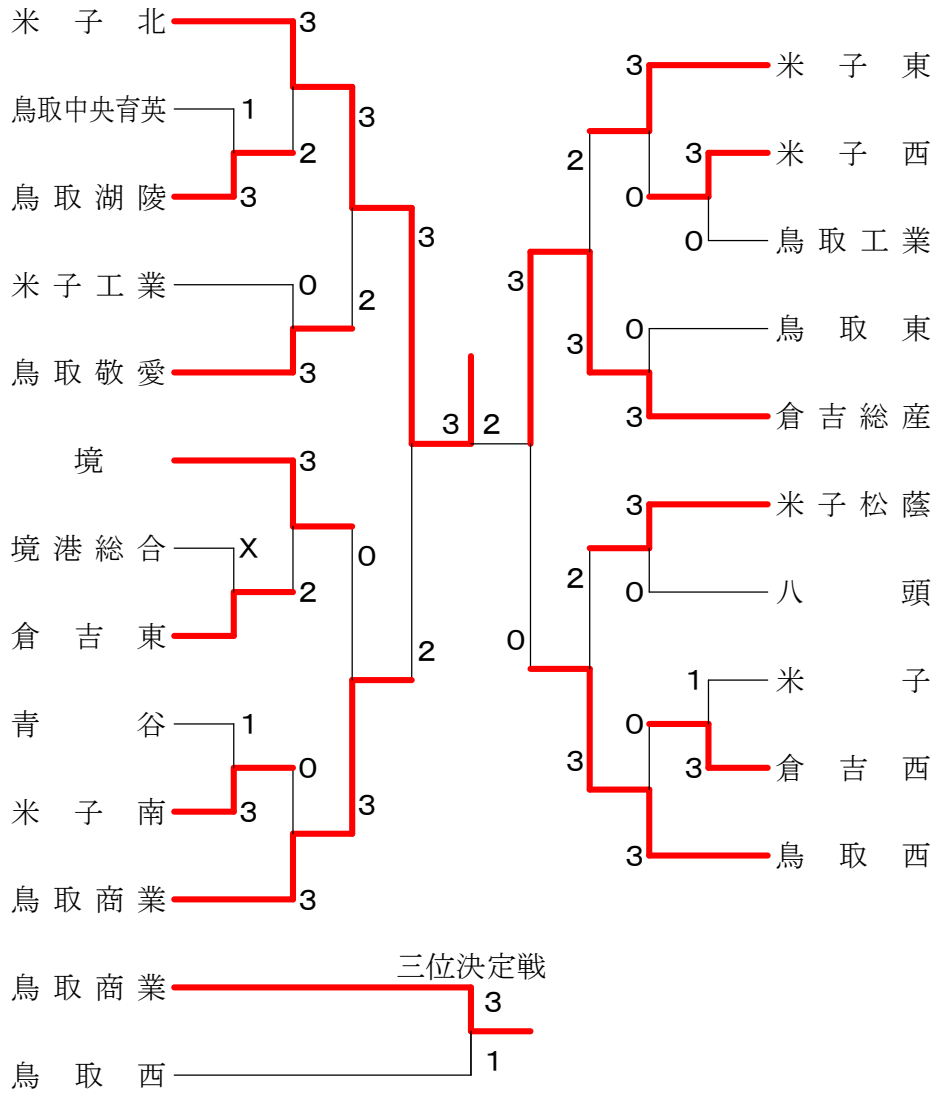 米子北
3
鳥取中央育英
1
3
2
鳥取湖陵
3
3
米子工業
0
2
鳥取敬愛
3
3
2
境
3
境港総合
X
0
2
倉吉東
2
青谷
1
0
米子南
3
3
鳥取商業
3
3
米子東
2
3
米子西
0
0
鳥取工業
3
0
鳥取東
3
3
倉吉総産
3
米子松蔭
2
0
八頭
0
1
米子
0
3
3
倉吉西
3
鳥取西
三位決定戦
鳥取商業
3
1
鳥取西